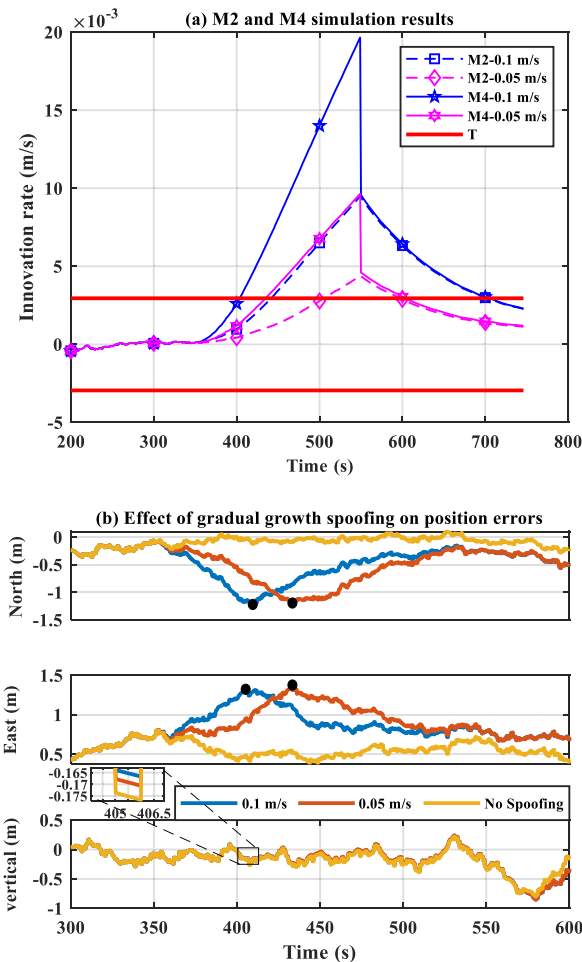 (a) M2 and M4 simulation results
×10⁻³
20
15
10
5
0
-5
Innovation rate (m/s)
M2-0.1 m/s
M2-0.05 m/s
M4-0.1 m/s
M4-0.05 m/s
T
200 300 400 500 600 700 800
Time (s)
(b) Effect of gradual growth spoofing on position errors
0
-0.5
-1
-1.5
North (m)
1.5
1
0.5
East (m)
-0.165
-0.17
-0.175
405 406.5
0.1 m/s 0.05 m/s No Spoofing
0.5
0
-0.5
-1
vertical (m)
300 350 400 450 500 550 600
Time (s)